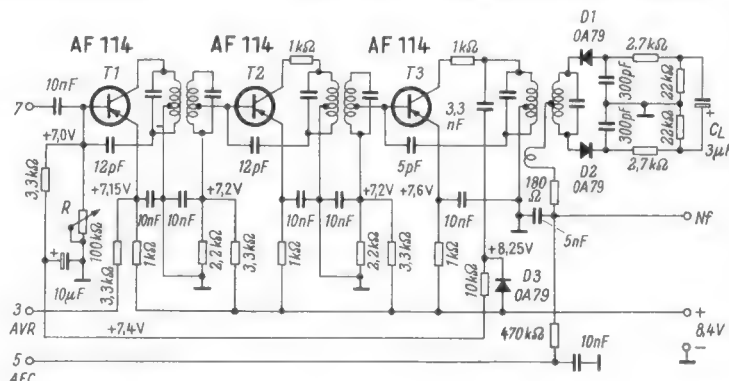 AF 114
AF 114
AF 114
D1
OA79
2,7kΩ
1kΩ
1kΩ
10nF
T1
T2
T3
300pF
22kΩ
7
3,3
nF
+
CL
3µF
+7,0V
12pF
12pF
5pF
300pF
22kΩ
D2
OA79
2,7kΩ
3,3kΩ
+7,15V
+7,2V
+7,2V
+7,6V
180
Ω
R
100kΩ
10nF
10nF
10nF
10nF
10nF
Nf
5nF
+8,25V
+
10µF
3,3kΩ
1kΩ
2,2kΩ
3,3kΩ
1kΩ
2,2kΩ
3,3kΩ
1kΩ
10kΩ
D3
OA79
3
AVR
+7,4V
+
8,4V
470kΩ
10nF
-
5
AFC